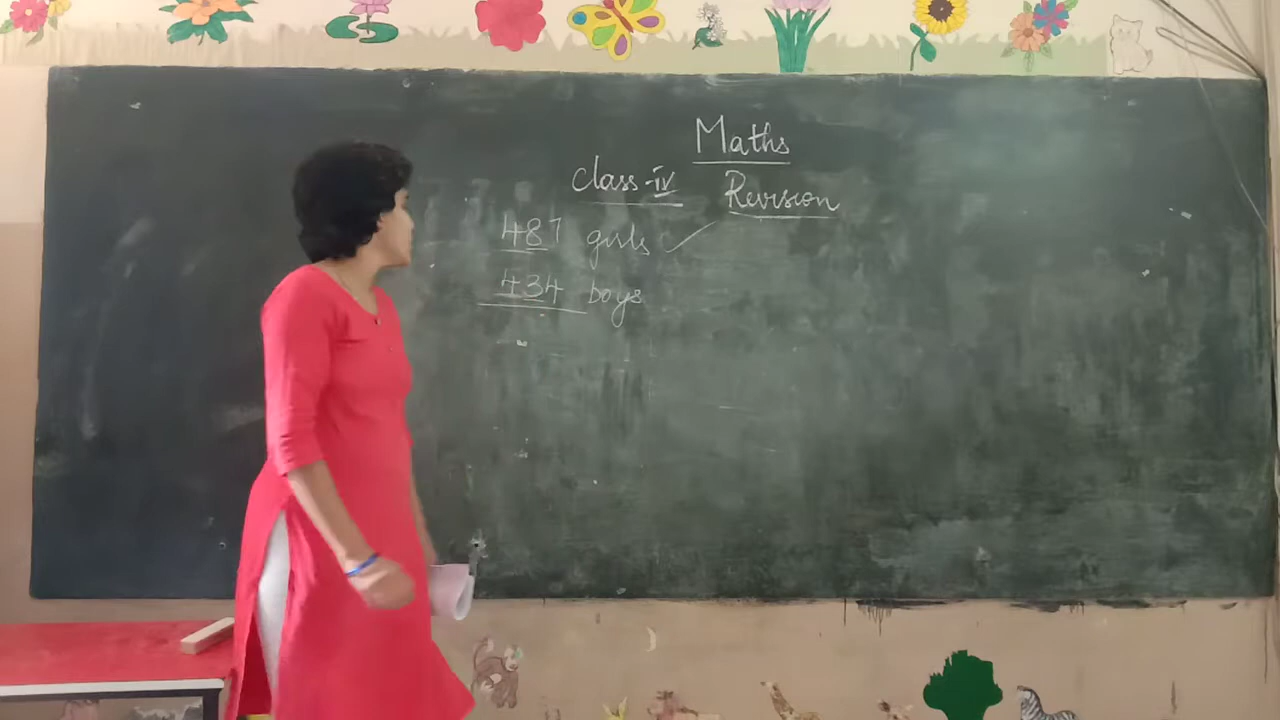 Maths
Class-iv Revision
487 girls ✓
434 boys